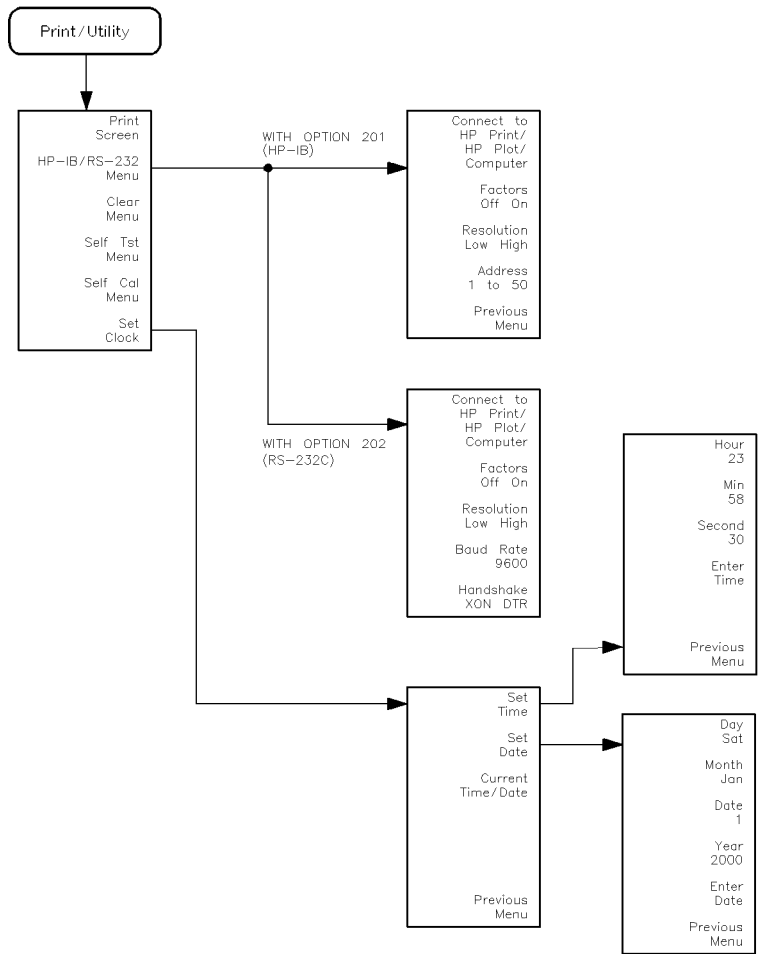 Print/Utility
Print
Screen
HP-IB/RS-232
Menu
Clear
Menu
Self Tst
Menu
Self Cal
Menu
Set
Clock
WITH OPTION 201
(HP-IB)
Connect to
HP Print/
HP Plot/
Computer
Factors
Off On
Resolution
Low High
Address
1 to 50
Previous
Menu
WITH OPTION 202
(RS-232C)
Connect to
HP Print/
HP Plot/
Computer
Factors
Off On
Resolution
Low High
Baud Rate
9600
Handshake
XON DTR
Set
Time
Set
Date
Current
Time/Date
Previous
Menu
Hour
23
Min
58
Second
30
Enter
Time
Previous
Menu
Day
Sat
Month
Jan
Date
1
Year
2000
Enter
Date
Previous
Menu